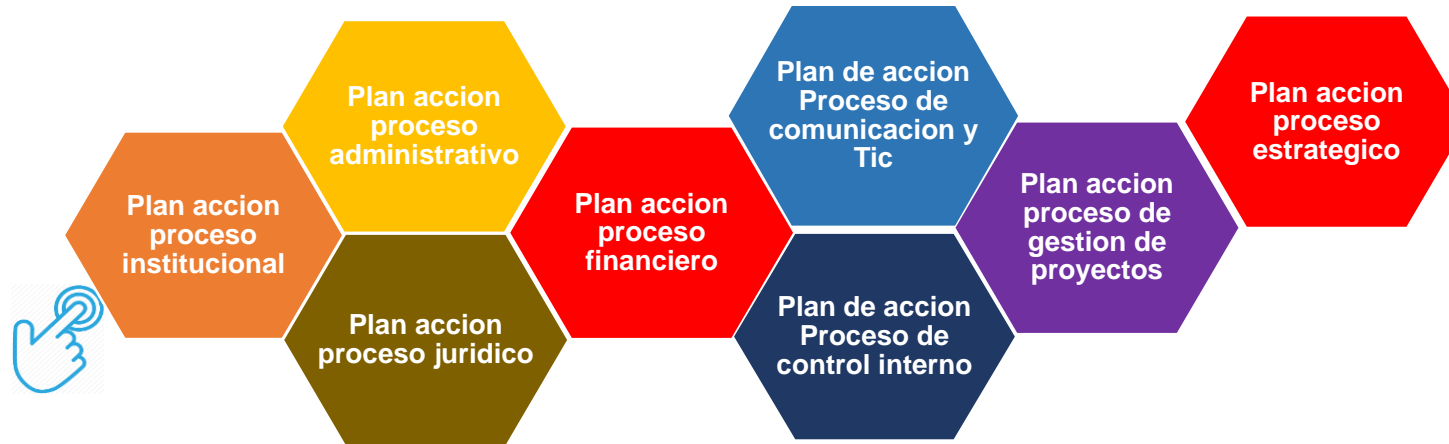 Plan accion
proceso
institucional
Plan accion
proceso
administrativo
Plan accion
proceso juridico
Plan accion
proceso
financiero
Plan de accion
Proceso de
comunicacion y
Tic
Plan de accion
Proceso de
control interno
Plan accion
proceso de
gestion de
proyectos
Plan accion
proceso
estrategico